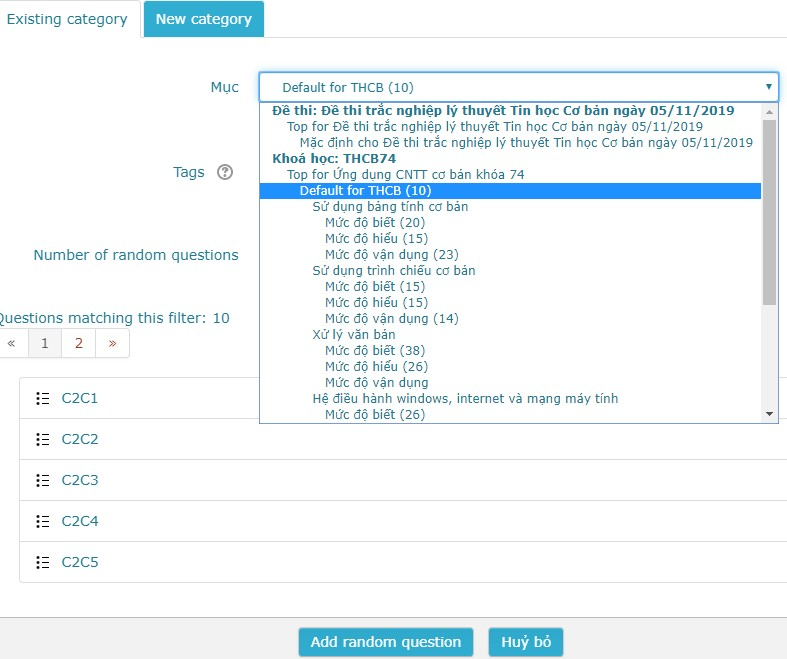 Existing category
New category
Mục
Default for THCB (10)
Đề thi: Đề thi trắc nghiệp lý thuyết Tin học Cơ bản ngày 05/11/2019
Top for Đề thi trắc nghiệp lý thuyết Tin học Cơ bản ngày 05/11/2019
Mặc định cho Đề thi trắc nghiệp lý thuyết Tin học Cơ bản ngày 05/11/2019
Khoá học: THCB74
Top for Ứng dụng CNTT cơ bản khóa 74
Default for THCB (10)
Sử dụng bảng tính cơ bản
Mức độ biết (20)
Mức độ hiểu (15)
Mức độ vận dụng (23)
Sử dụng trình chiếu cơ bản
Mức độ biết (15)
Mức độ hiểu (15)
Mức độ vận dụng (14)
Xử lý văn bản
Mức độ biết (38)
Mức độ hiểu (26)
Mức độ vận dụng
Hệ điều hành windows, internet và mạng máy tính
Mức độ biết (26)
Tags
Number of random questions
Questions matching this filter: 10
« 1 2 »
C2C1
C2C2
C2C3
C2C4
C2C5
Add random question
Huỷ bỏ